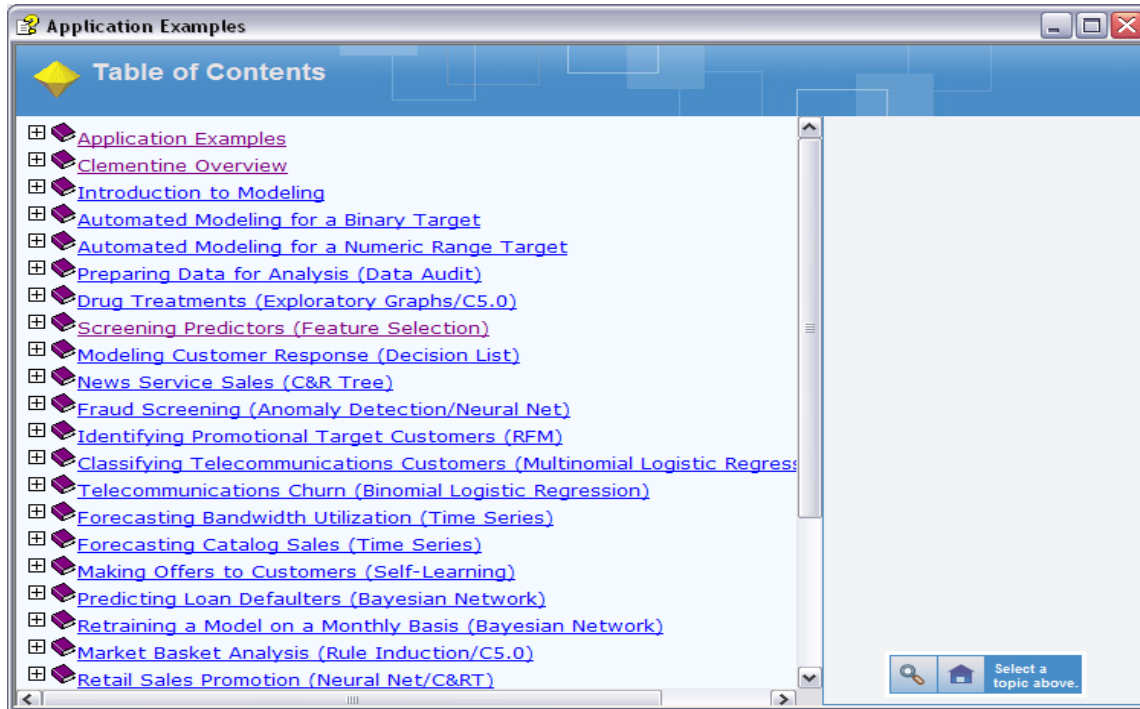 Application Examples
Table of Contents
Application Examples
Clementine Overview
Introduction to Modeling
Automated Modeling for a Binary Target
Automated Modeling for a Numeric Range Target
Preparing Data for Analysis (Data Audit)
Drug Treatments (Exploratory Graphs/C5.0)
Screening Predictors (Feature Selection)
Modeling Customer Response (Decision List)
News Service Sales (C&R Tree)
Fraud Screening (Anomaly Detection/Neural Net)
Identifying Promotional Target Customers (RFM)
Classifying Telecommunications Customers (Multinomial Logistic Regress
Telecommunications Churn (Binomial Logistic Regression)
Forecasting Bandwidth Utilization (Time Series)
Forecasting Catalog Sales (Time Series)
Making Offers to Customers (Self-Learning)
Predicting Loan Defaulters (Bayesian Network)
Retraining a Model on a Monthly Basis (Bayesian Network)
Market Basket Analysis (Rule Induction/C5.0)
Retail Sales Promotion (Neural Net/C&RT)
Select a
topic above.